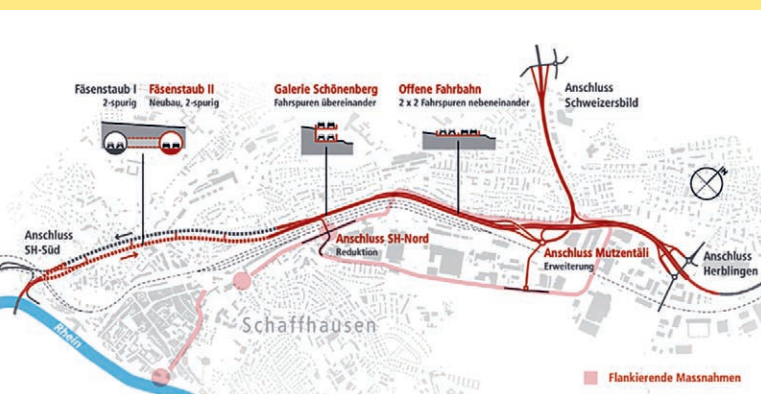 Fäsenstaub I
2-spurig
Fäsenstaub II
Neubau, 2-spurig
Galerie Schönenberg
Fahrspuren übereinander
Offene Fahrbahn
2 x 2 Fahrspuren nebeneinander
Anschluss
Schweizersbild
Anschluss
SH-Süd
Anschluss SH-Nord
Reduktion
Anschluss Mutzentäli
Erweiterung
Anschluss
Herblingen
N
Rhein
Schaffhausen
Flankierende Massnahmen